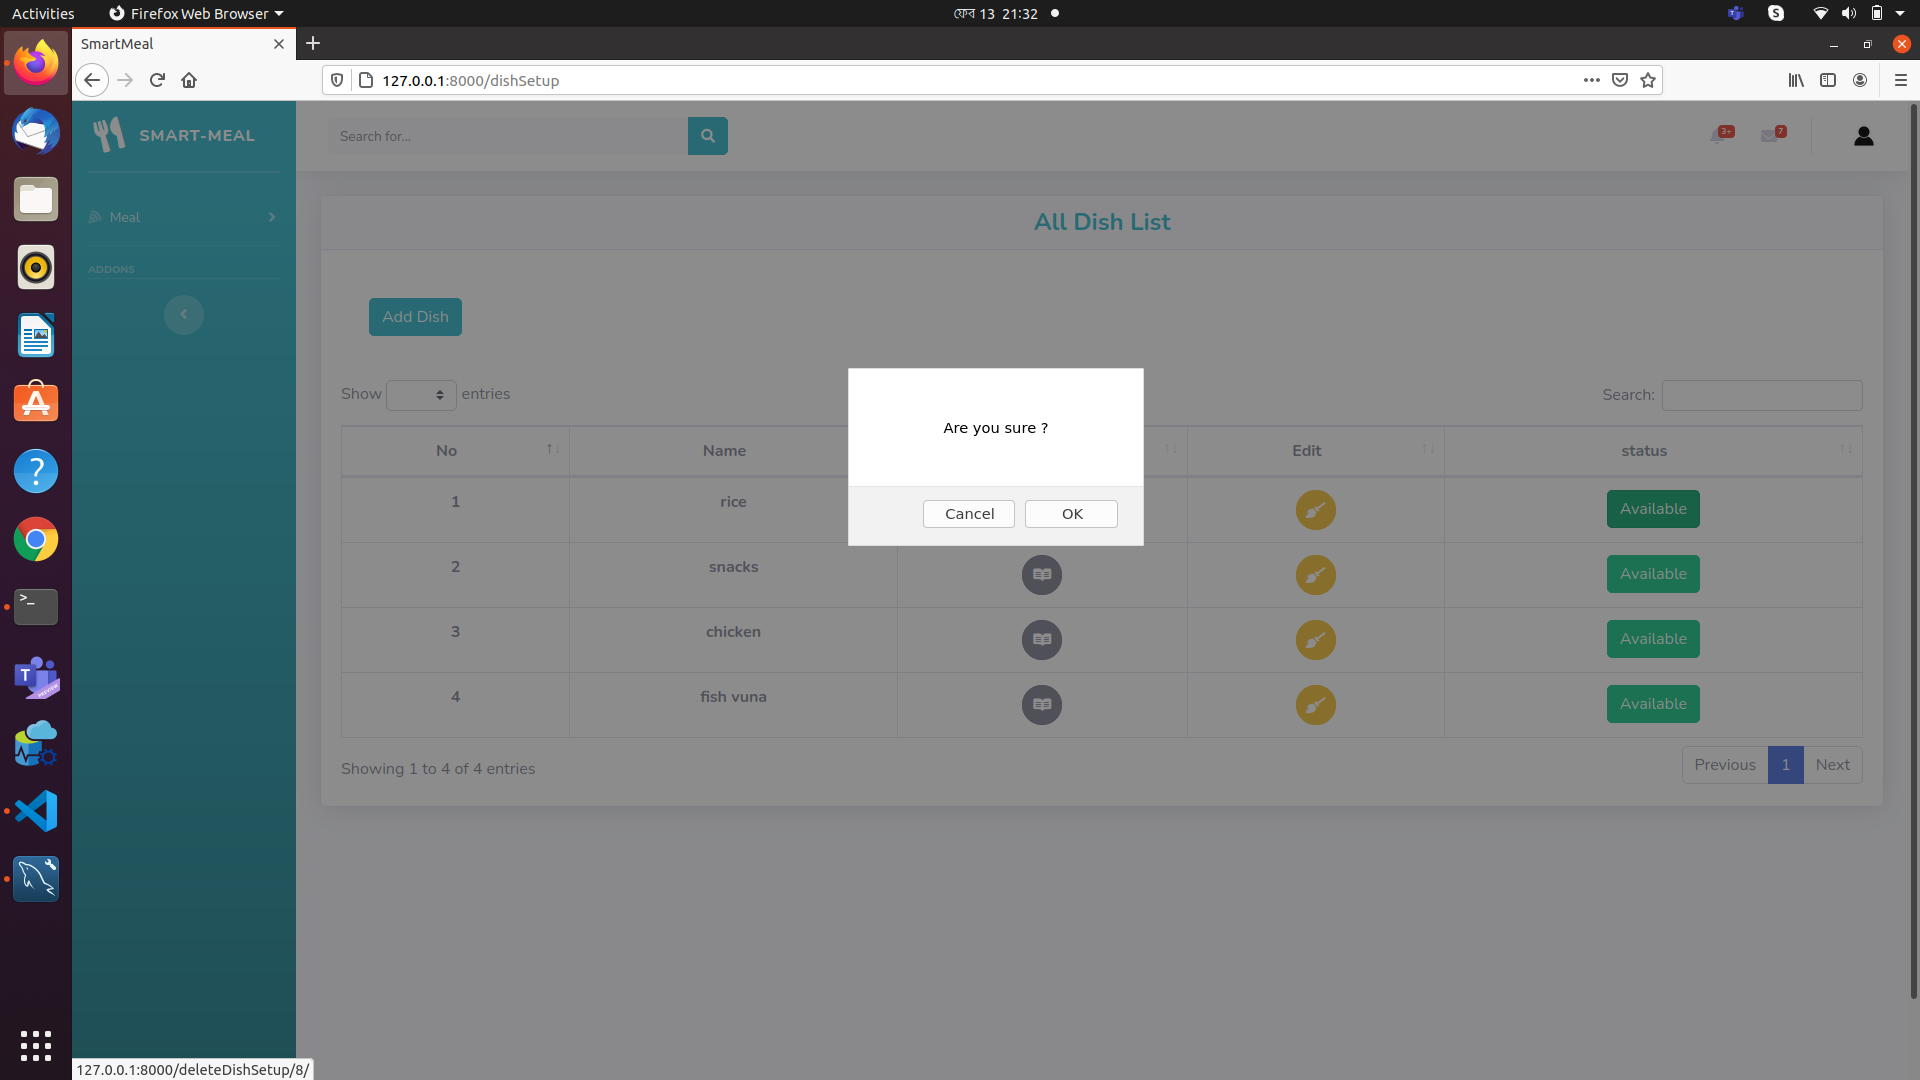 Activities
Firefox Web Browser
ফেব 13 21:32
SmartMeal
127.0.0.1:8000/dishSetup
SMART-MEAL
Search for...
3+
7
Meal
ADDONS
All Dish List
Add Dish
Show entries
Search:
No Name Edit status
1 rice Available
2 snacks Available
3 chicken Available
4 fish vuna Available
Are you sure ?
Cancel OK
Showing 1 to 4 of 4 entries
Previous 1 Next
127.0.0.1:8000/deleteDishSetup/8/